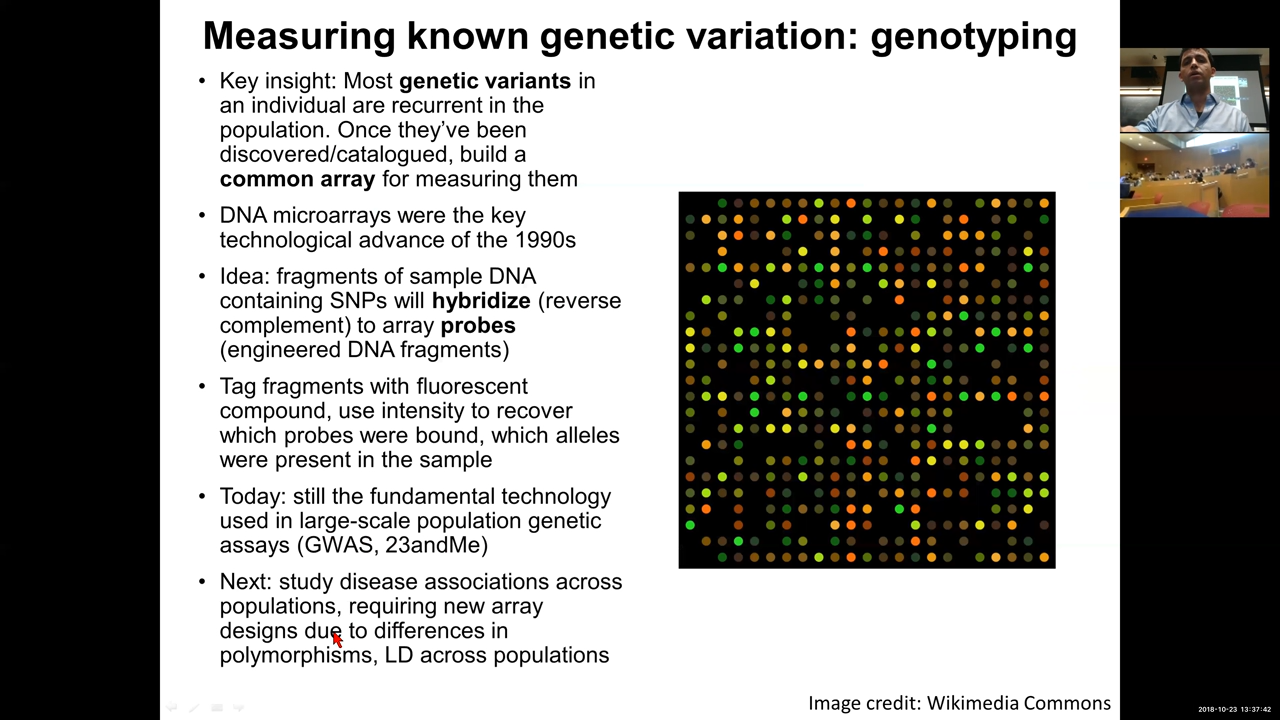 Measuring known genetic variation: genotyping
• Key insight: Most genetic variants in
an individual are recurrent in the
population. Once they've been
discovered/catalogued, build a
common array for measuring them
• DNA microarrays were the key
technological advance of the 1990s
• Idea: fragments of sample DNA
containing SNPs will hybridize (reverse
complement) to array probes
(engineered DNA fragments)
• Tag fragments with fluorescent
compound, use intensity to recover
which probes were bound, which alleles
were present in the sample
• Today: still the fundamental technology
used in large-scale population genetic
assays (GWAS, 23andMe)
• Next: study disease associations across
populations, requiring new array
designs due to differences in
polymorphisms, LD across populations
Image credit: Wikimedia Commons
2018-10-23 13:37:42